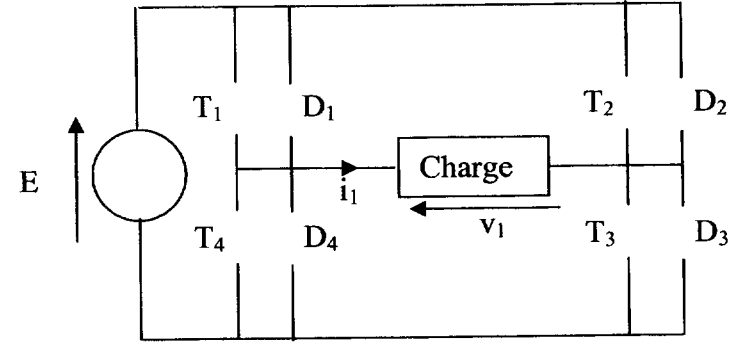 T₁ D₁ T₂ D₂
E
Charge
i₁
v₁
T₄ D₄ T₃ D₃